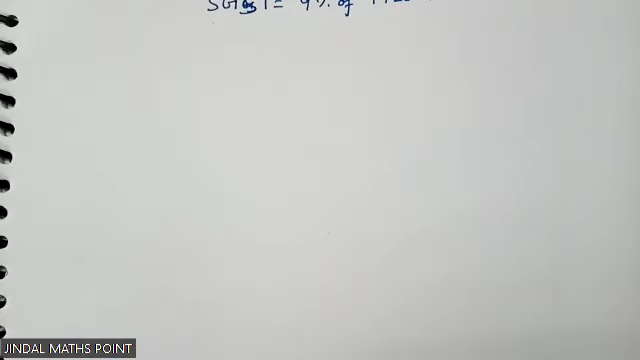 SGST = 9% of
JINDAL MATHS POINT